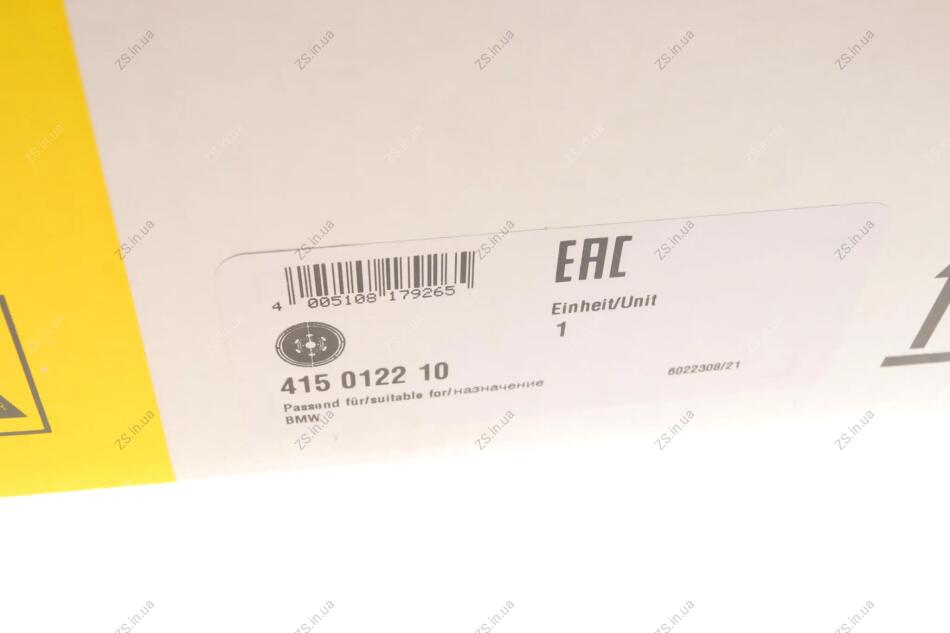 4 005108 179265
EAC
Einheit/Unit
1
415 0122 10
6022308/21
Passend für/suitable for/назначение
BMW
ZS.in.ua